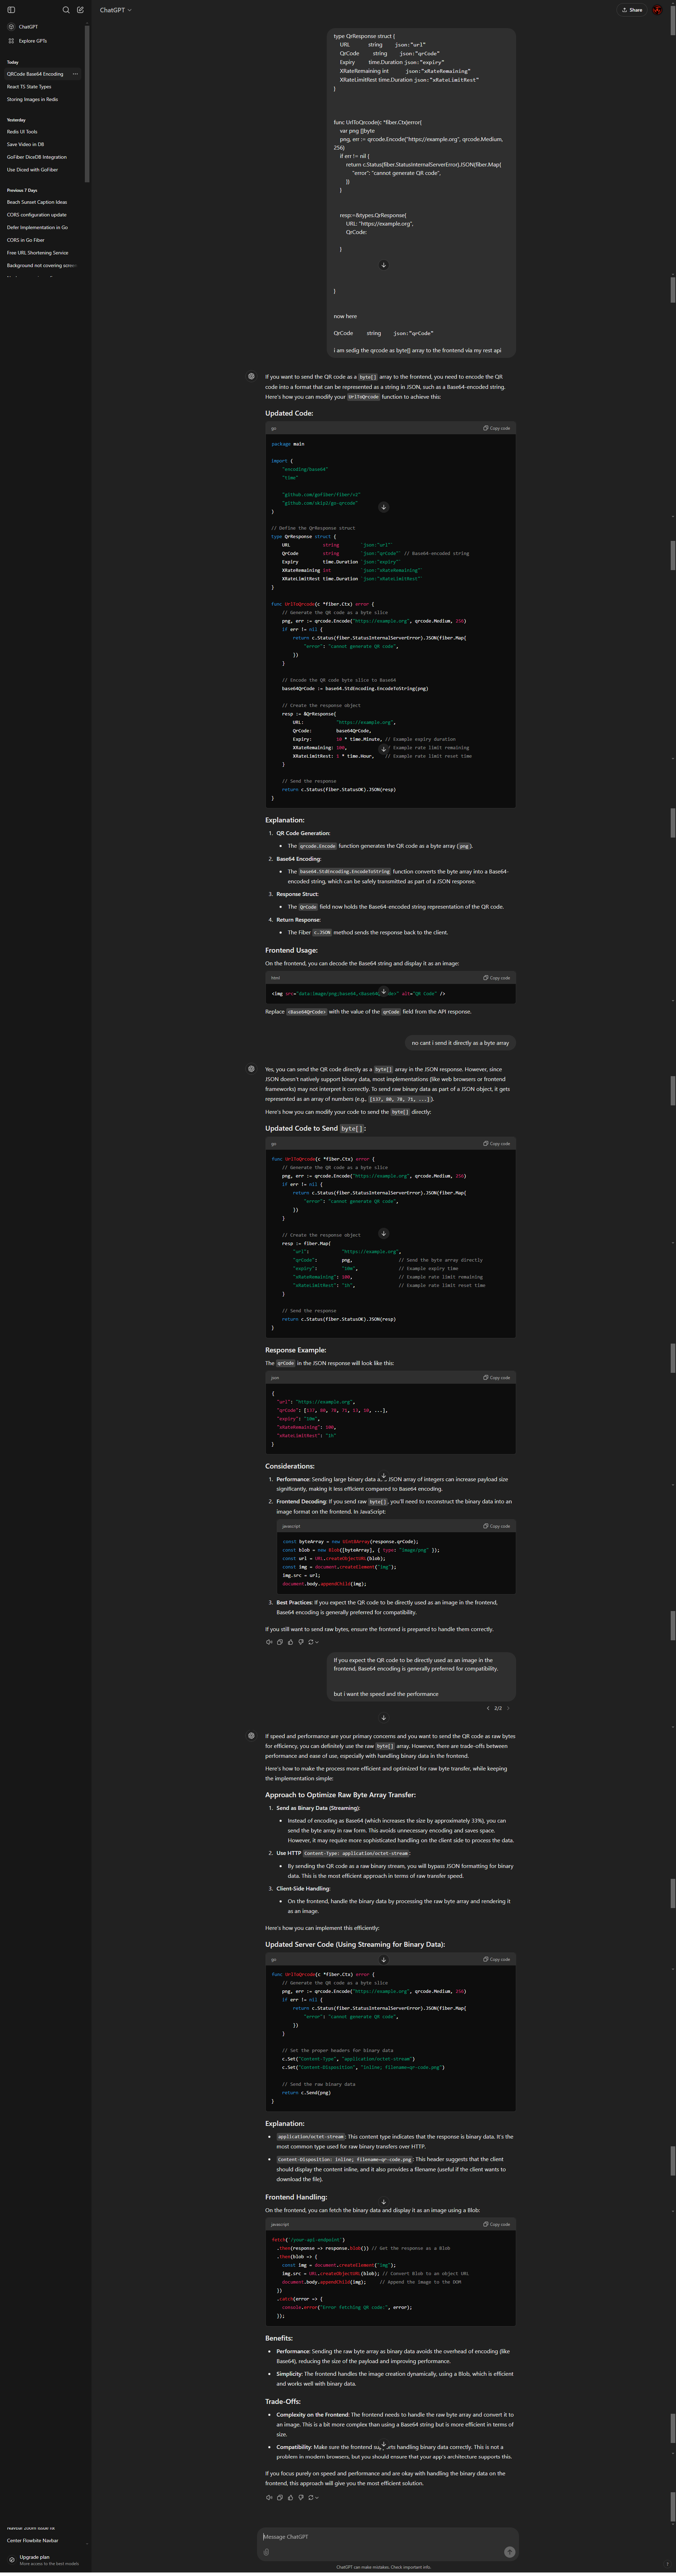 ChatGPT
Share
ChatGPT
Explore GPTs
Today
QRCode Base64 Encoding
React TS State Types
Storing Images in Redis
Yesterday
Redis UI Tools
Save Video in DB
GoFiber DiceDB Integration
Use Diced with GoFiber
Previous 7 Days
Beach Sunset Caption Ideas
CORS configuration update
Defer Implementation in Go
CORS in Go Fiber
Free URL Shortening Service
Background not covering screen
type QrResponse struct {
URL string json:"url"
QrCode string json:"qrCode"
Expiry time.Duration json:"expiry"
XRateRemaining int json:"xRateRemaining"
XRateLimitRest time.Duration json:"xRateLimitRest"
}
func UrlToQrcode(c *fiber.Ctx)error{
var png []byte
png, err := qrcode.Encode("https://example.org", qrcode.Medium,
256)
if err != nil {
return c.Status(fiber.StatusInternalServerError).JSON(fiber.Map{
"error": "cannot generate QR code",
})
}
resp:=&types.QrResponse{
URL: "https://example.org",
QrCode:
}
}
now here
QrCode string json:"qrCode"
i am sedig the qrcode as byte[] array to the frontend via my rest api
If you want to send the QR code as a byte[] array to the frontend, you need to encode the QR
code into a format that can be represented as a string in JSON, such as a Base64-encoded string.
Here's how you can modify your UrlToQrcode function to achieve this:
Updated Code:
go
Copy code
package main
import (
"encoding/base64"
"time"
"github.com/gofiber/fiber/v2"
"github.com/skip2/go-qrcode"
)
// Define the QrResponse struct
type QrResponse struct {
URL string `json:"url"`
QrCode string `json:"qrCode"` // Base64-encoded string
Expiry time.Duration `json:"expiry"`
XRateRemaining int `json:"xRateRemaining"`
XRateLimitRest time.Duration `json:"xRateLimitRest"`
}
func UrlToQrcode(c *fiber.Ctx) error {
// Generate the QR code as a byte slice
png, err := qrcode.Encode("https://example.org", qrcode.Medium, 256)
if err != nil {
return c.Status(fiber.StatusInternalServerError).JSON(fiber.Map{
"error": "cannot generate QR code",
})
}
// Encode the QR code byte slice to Base64
base64QrCode := base64.StdEncoding.EncodeToString(png)
// Create the response object
resp := &QrResponse{
URL: "https://example.org",
QrCode: base64QrCode,
Expiry: 10 * time.Minute, // Example expiry duration
XRateRemaining: 100, // Example rate limit remaining
XRateLimitRest: 1 * time.Hour, // Example rate limit reset time
}
// Send the response
return c.Status(fiber.StatusOK).JSON(resp)
}
Explanation:
1. QR Code Generation:
• The qrcode.Encode function generates the QR code as a byte array (png).
2. Base64 Encoding:
• The base64.StdEncoding.EncodeToString function converts the byte array into a Base64-
encoded string, which can be safely transmitted as part of a JSON response.
3. Response Struct:
• The QrCode field now holds the Base64-encoded string representation of the QR code.
4. Return Response:
• The Fiber c.JSON method sends the response back to the client.
Frontend Usage:
On the frontend, you can decode the Base64 string and display it as an image:
html
Copy code
<img src="data:image/png;base64,<Base64 alt="QR Code" />
Replace <Base64QrCode> with the value of the qrCode field from the API response.
no cant i send it directly as a byte array
Yes, you can send the QR code directly as a byte[] array in the JSON response. However, since
JSON doesn't natively support binary data, most implementations (like web browsers or frontend
frameworks) may not interpret it correctly. To send raw binary data as part of a JSON object, it gets
represented as an array of numbers (e.g., [137, 80, 78, 71, ...]).
Here's how you can modify your code to send the byte[] directly:
Updated Code to Send byte[]:
go
Copy code
func UrlToQrcode(c *fiber.Ctx) error {
// Generate the QR code as a byte slice
png, err := qrcode.Encode("https://example.org", qrcode.Medium, 256)
if err != nil {
return c.Status(fiber.StatusInternalServerError).JSON(fiber.Map{
"error": "cannot generate QR code",
})
}
// Create the response object
resp := fiber.Map{
"url": "https://example.org",
"qrCode": png, // Send the byte array directly
"expiry": "10m", // Example expiry time
"xRateRemaining": 100, // Example rate limit remaining
"xRateLimitRest": "1h", // Example rate limit reset time
}
// Send the response
return c.Status(fiber.StatusOK).JSON(resp)
}
Response Example:
The qrCode in the JSON response will look like this:
json
Copy code
{
"url": "https://example.org",
"qrCode": [137, 80, 78, 71, 13, 10, ...],
"expiry": "10m",
"xRateRemaining": 100,
"xRateLimitRest": "1h"
}
Considerations:
1. Performance: Sending large binary data as JSON array of integers can increase payload size
significantly, making it less efficient compared to Base64 encoding.
2. Frontend Decoding: If you send raw byte[], you'll need to reconstruct the binary data into an
image format on the frontend. In JavaScript:
javascript
Copy code
const byteArray = new Uint8Array(response.qrCode);
const blob = new Blob([byteArray], { type: "image/png" });
const url = URL.createObjectURL(blob);
const img = document.createElement("img");
img.src = url;
document.body.appendChild(img);
3. Best Practices: If you expect the QR code to be directly used as an image in the frontend,
Base64 encoding is generally preferred for compatibility.
If you still want to send raw bytes, ensure the frontend is prepared to handle them correctly.
If you expect the QR code to be directly used as an image in the
frontend, Base64 encoding is generally preferred for compatibility.
but i want the speed and the performance
2/2
If speed and performance are your primary concerns and you want to send the QR code as raw bytes
for efficiency, you can definitely use the raw byte[] array. However, there are trade-offs between
performance and ease of use, especially with handling binary data in the frontend.
Here's how to make the process more efficient and optimized for raw byte transfer, while keeping
the implementation simple:
Approach to Optimize Raw Byte Array Transfer:
1. Send as Binary Data (Streaming):
• Instead of encoding as Base64 (which increases the size by approximately 33%), you can
send the byte array in raw form. This avoids unnecessary encoding and saves space.
However, it may require more sophisticated handling on the client side to process the data.
2. Use HTTP Content-Type: application/octet-stream:
• By sending the QR code as a raw binary stream, you will bypass JSON formatting for binary
data. This is the most efficient approach in terms of raw transfer speed.
3. Client-Side Handling:
• On the frontend, handle the binary data by processing the raw byte array and rendering it
as an image.
Here's how you can implement this efficiently:
Updated Server Code (Using Streaming for Binary Data):
go
Copy code
func UrlToQrcode(c *fiber.Ctx) error {
// Generate the QR code as a byte slice
png, err := qrcode.Encode("https://example.org", qrcode.Medium, 256)
if err != nil {
return c.Status(fiber.StatusInternalServerError).JSON(fiber.Map{
"error": "cannot generate QR code",
})
}
// Set the proper headers for binary data
c.Set("Content-Type", "application/octet-stream")
c.Set("Content-Disposition", "inline; filename=qr-code.png")
// Send the raw binary data
return c.Send(png)
}
Explanation:
• application/octet-stream: This content type indicates that the response is binary data. It's the
most common type used for raw binary transfers over HTTP.
• Content-Disposition: inline; filename=qr-code.png: This header suggests that the client
should display the content inline, and it also provides a filename (useful if the client wants to
download the file).
Frontend Handling:
On the frontend, you can fetch the binary data and display it as an image using a Blob:
javascript
Copy code
fetch('/your-api-endpoint')
.then(response => response.blob()) // Get the response as a Blob
.then(blob => {
const img = document.createElement("img");
img.src = URL.createObjectURL(blob); // Convert Blob to an object URL
document.body.appendChild(img); // Append the image to the DOM
})
.catch(error => {
console.error("Error fetching QR code:", error);
});
Benefits:
• Performance: Sending the raw byte array as binary data avoids the overhead of encoding (like
Base64), reducing the size of the payload and improving performance.
• Simplicity: The frontend handles the image creation dynamically, using a Blob, which is efficient
and works well with binary data.
Trade-Offs:
• Complexity on the Frontend: The frontend needs to handle the raw byte array and convert it to
an image. This is a bit more complex than using a Base64 string but is more efficient in terms of
size.
• Compatibility: Make sure the frontend supports handling binary data correctly. This is not a
problem in modern browsers, but you should ensure that your app's architecture supports this.
If you focus purely on speed and performance and are okay with handling the binary data on the
frontend, this approach will give you the most efficient solution.
Navbar Zoom Issue Fix
Center Flowbite Navbar
Upgrade plan
More access to the best models
Message ChatGPT
ChatGPT can make mistakes. Check important info.
?